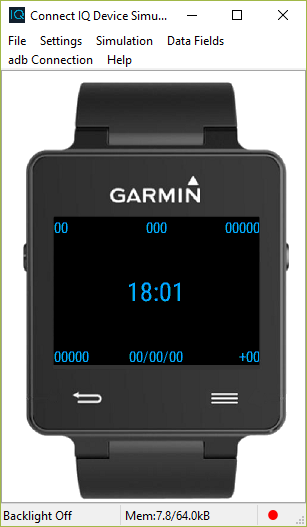 IQ Connect IQ Device Simu...
File Settings Simulation Data Fields
adb Connection Help
GARMIN
00 000 00000
18:01
00000 00/00/00 +00
Backlight Off Mem:7.8/64.0kB